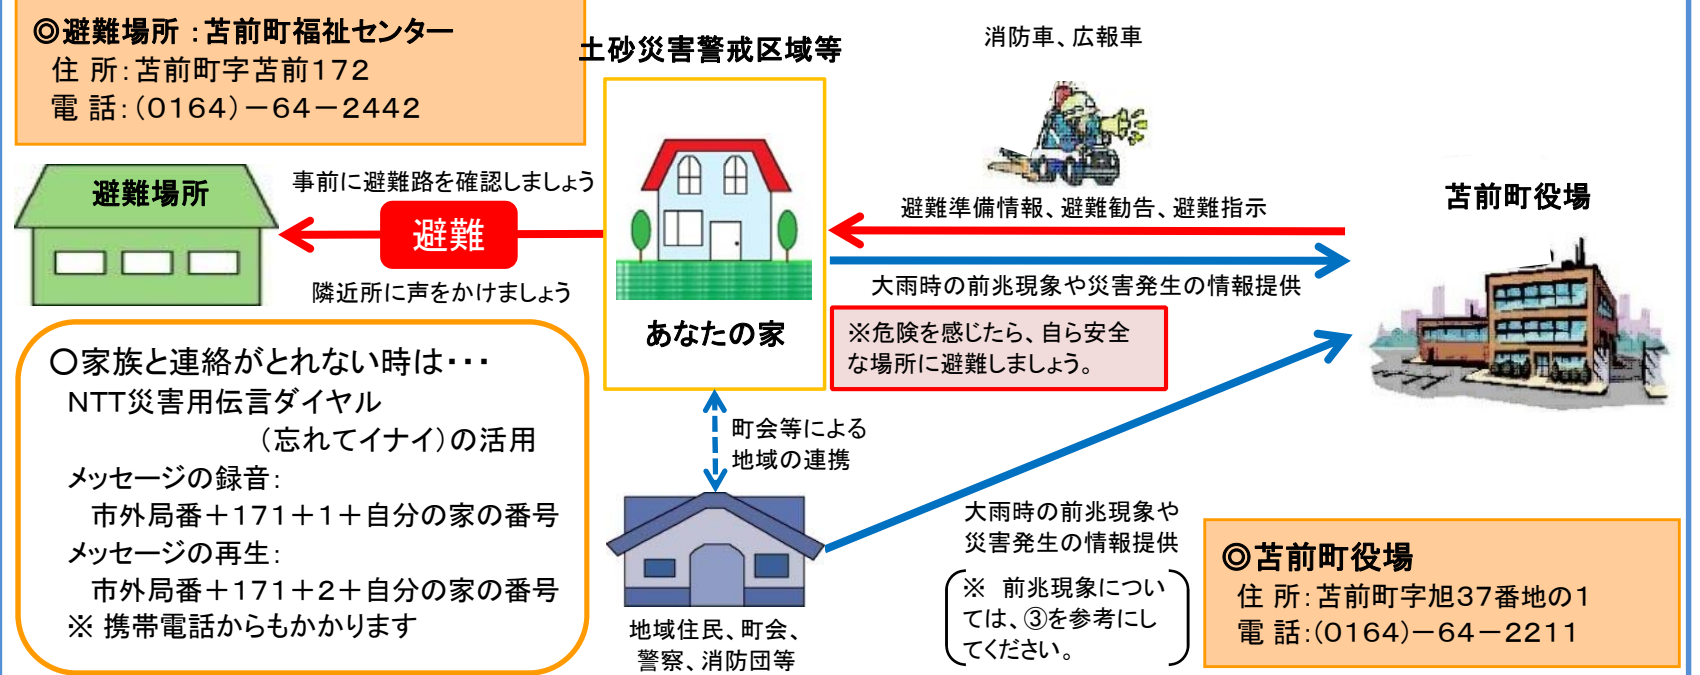 ◎避難場所：苫前町福祉センター
住 所：苫前町字苫前172
電 話：(0164)－64－2442
土砂災害警戒区域等
消防車、広報車
避難場所
事前に避難路を確認しましょう
避難
隣近所に声をかけましょう
避難準備情報、避難勧告、避難指示
苫前町役場
大雨時の前兆現象や災害発生の情報提供
あなたの家
※危険を感じたら、自ら安全
な場所に避難しましょう。
〇家族と連絡がとれない時は・・・
NTT災害用伝言ダイヤル
（忘れてイナイ）の活用
メッセージの録音：
市外局番＋171＋1＋自分の家の番号
メッセージの再生：
市外局番＋171＋2＋自分の家の番号
※ 携帯電話からもかかります
町会等による
地域の連携
地域住民、町会、
警察、消防団等
大雨時の前兆現象や
災害発生の情報提供
※ 前兆現象につい
ては、③を参考にし
てください。
◎苫前町役場
住 所：苫前町字旭37番地の1
電 話：(0164)－64－2211